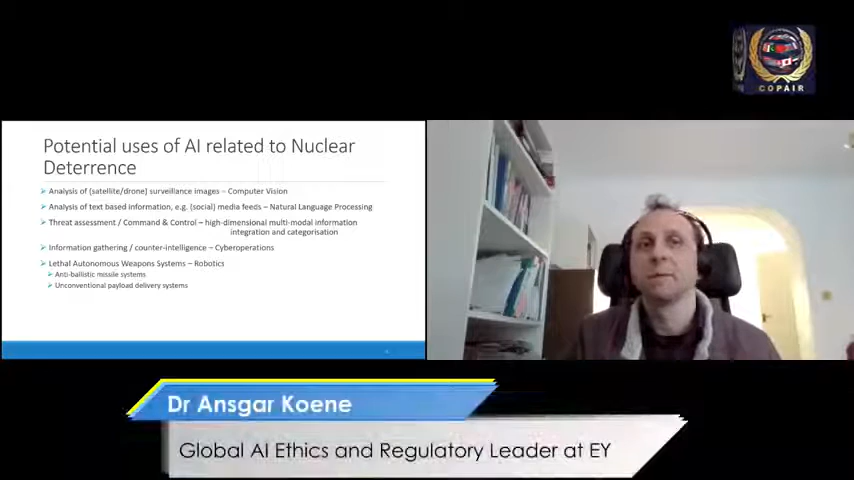 COPAIR
Potential uses of AI related to Nuclear
Deterrence
Analysis of (satellite/drone) surveillance images – Computer Vision
Analysis of text based information, e.g. (social) media feeds – Natural Language Processing
Threat assessment / Command & Control – high-dimensional multi-modal information
integration and categorisation
Information gathering / counter-intelligence – Cyberoperations
Lethal Autonomous Weapons Systems – Robotics
Anti-ballistic missile systems
Unconventional payload delivery systems
Dr Ansgar Koene
Global AI Ethics and Regulatory Leader at EY